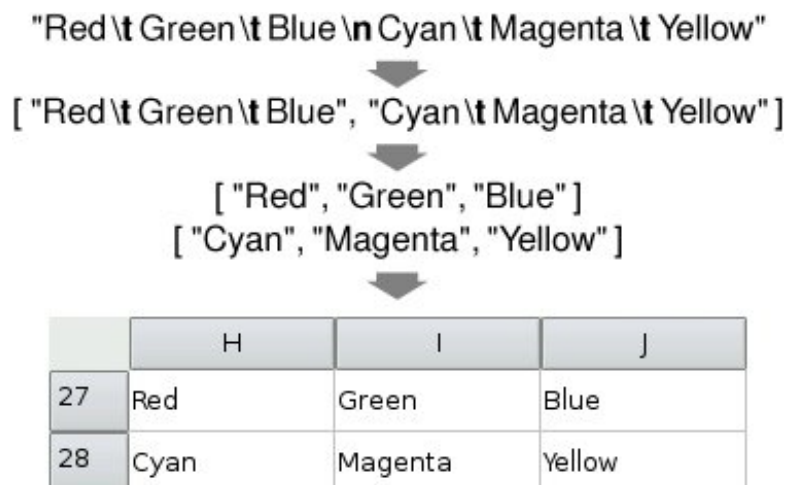 "Red\t Green\t Blue\n Cyan\t Magenta\t Yellow"
[ "Red\t Green\t Blue", "Cyan\t Magenta\t Yellow" ]
[ "Red", "Green", "Blue" ]
[ "Cyan", "Magenta", "Yellow" ]
H I J
27 Red Green Blue
28 Cyan Magenta Yellow